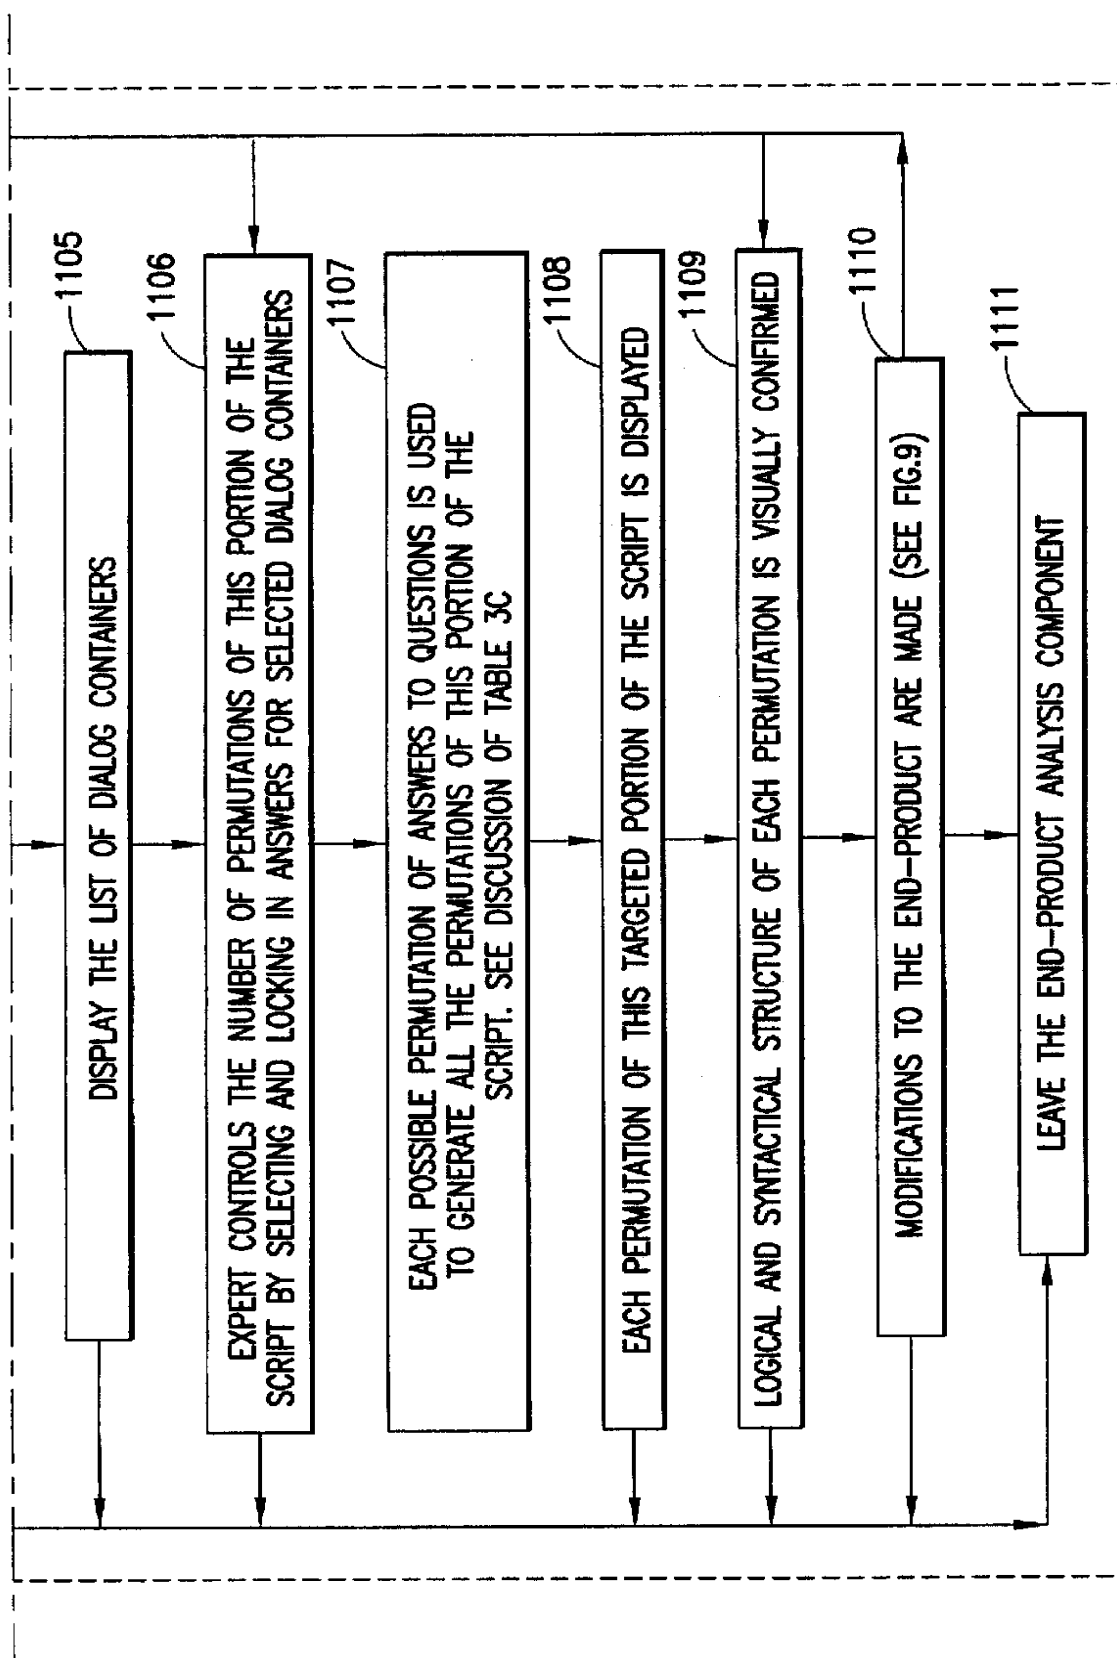 1105
DISPLAY THE LIST OF DIALOG CONTAINERS
1106
EXPERT CONTROLS THE NUMBER OF PERMUTATIONS OF THIS PORTION OF THE
SCRIPT BY SELECTING AND LOCKING IN ANSWERS FOR SELECTED DIALOG CONTAINERS
1107
EACH POSSIBLE PERMUTATION OF ANSWERS TO QUESTIONS IS USED
TO GENERATE ALL THE PERMUTATIONS OF THIS PORTION OF THE
SCRIPT. SEE DISCUSSION OF TABLE 3C
1108
EACH PERMUTATION OF THIS TARGETED PORTION OF THE SCRIPT IS DISPLAYED
1109
LOGICAL AND SYNTACTICAL STRUCTURE OF EACH PERMUTATION IS VISUALLY CONFIRMED
1110
MODIFICATIONS TO THE END-PRODUCT ARE MADE (SEE FIG.9)
1111
LEAVE THE END-PRODUCT ANALYSIS COMPONENT